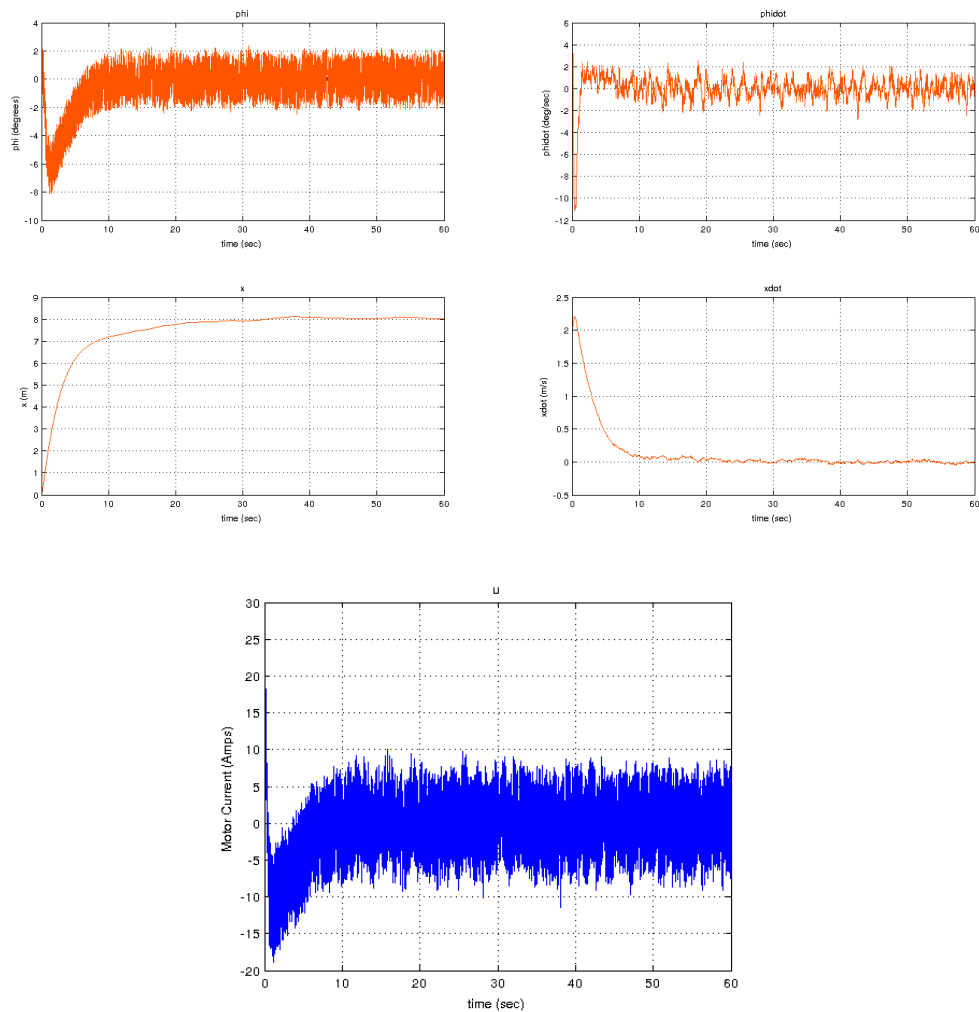 phi
phi (degrees)
4
2
0
-2
-4
-6
-8
-10
0 10 20 30 40 50 60
time (sec)
phidot
phidot (deg/sec)
6
4
2
0
-2
-4
-6
-8
-10
-12
0 10 20 30 40 50 60
time (sec)
x
x (m)
9
8
7
6
5
4
3
2
1
0
0 10 20 30 40 50 60
time (sec)
xdot
xdot (m/s)
2.5
2
1.5
1
0.5
0
-0.5
0 10 20 30 40 50 60
time (sec)
u
Motor Current (Amps)
30
25
20
15
10
5
0
-5
-10
-15
-20
0 10 20 30 40 50 60
time (sec)